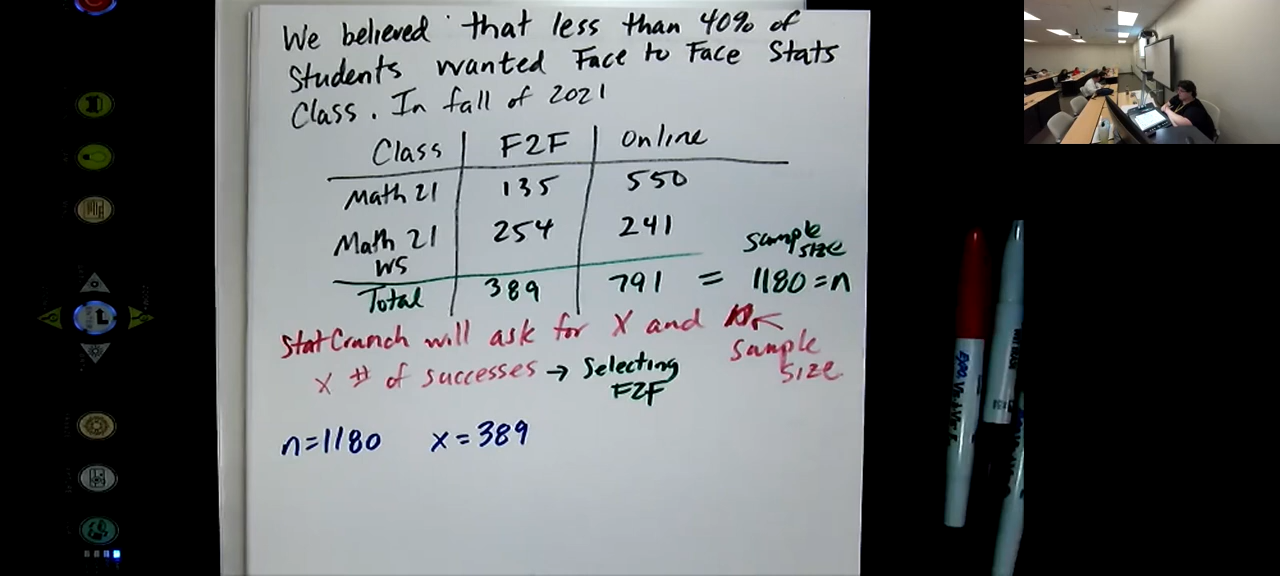 We believed that less than 40% of
Students wanted Face to Face Stats
Class. In fall of 2021
Class F2F Online
Math 21 135 550
Math 21 WS 254 241
sample size
Total 389 791 = 1180 = n
StatCrunch will ask for X and n ←
sample size
X # of successes → Selecting F2F
n=1180 x=389